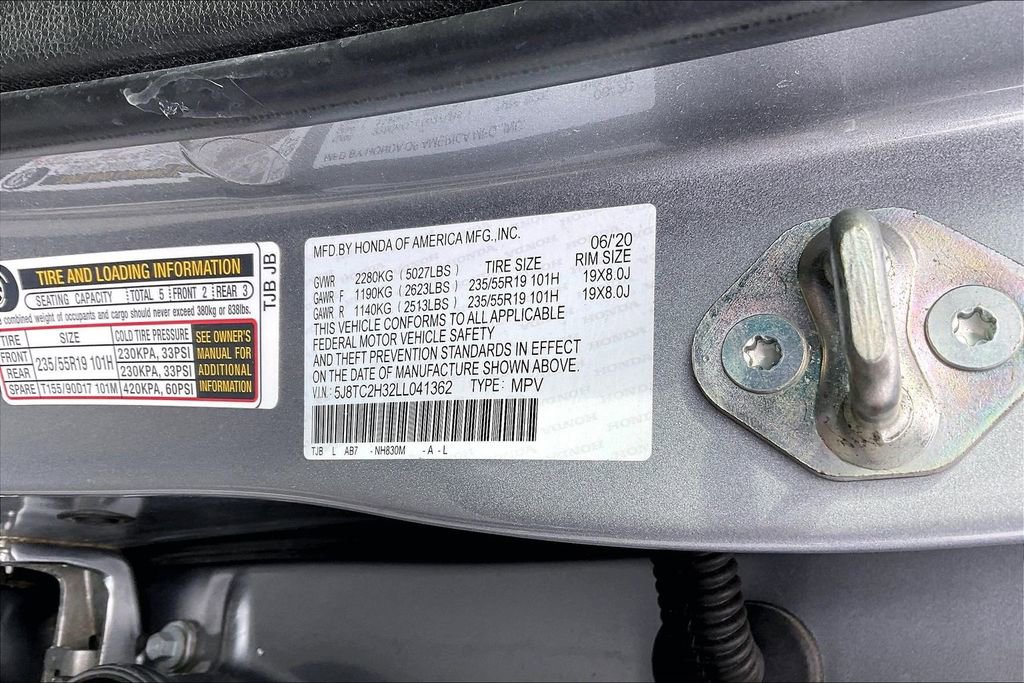 TIRE AND LOADING INFORMATION
SEATING CAPACITY TOTAL 5 FRONT 2 REAR 3
combined weight of occupants and cargo should never exceed 380kg or 838lbs.
TIRE SIZE COLD TIRE PRESSURE
FRONT 235/55R19 101H 230KPA, 33PSI
REAR 230KPA, 33PSI
SPARE T155/90D17 101M 420KPA, 60PSI
SEE OWNER'S
MANUAL FOR
ADDITIONAL
INFORMATION
TJB JB
MFD.BY HONDA OF AMERICA MFG.,INC. 06/'20
GVWR 2280KG (5027LBS) TIRE SIZE RIM SIZE
GAWR F 1190KG (2623LBS) 235/55R19 101H 19X8.0J
GAWR R 1140KG (2513LBS) 235/55R19 101H 19X8.0J
THIS VEHICLE CONFORMS TO ALL APPLICABLE
FEDERAL MOTOR VEHICLE SAFETY
AND THEFT PREVENTION STANDARDS IN EFFECT
ON THE DATE OF MANUFACTURE SHOWN ABOVE.
V.I.N.: 5J8TC2H32LL041362 TYPE: MPV
TJB L AB7 -NH830M -A-L